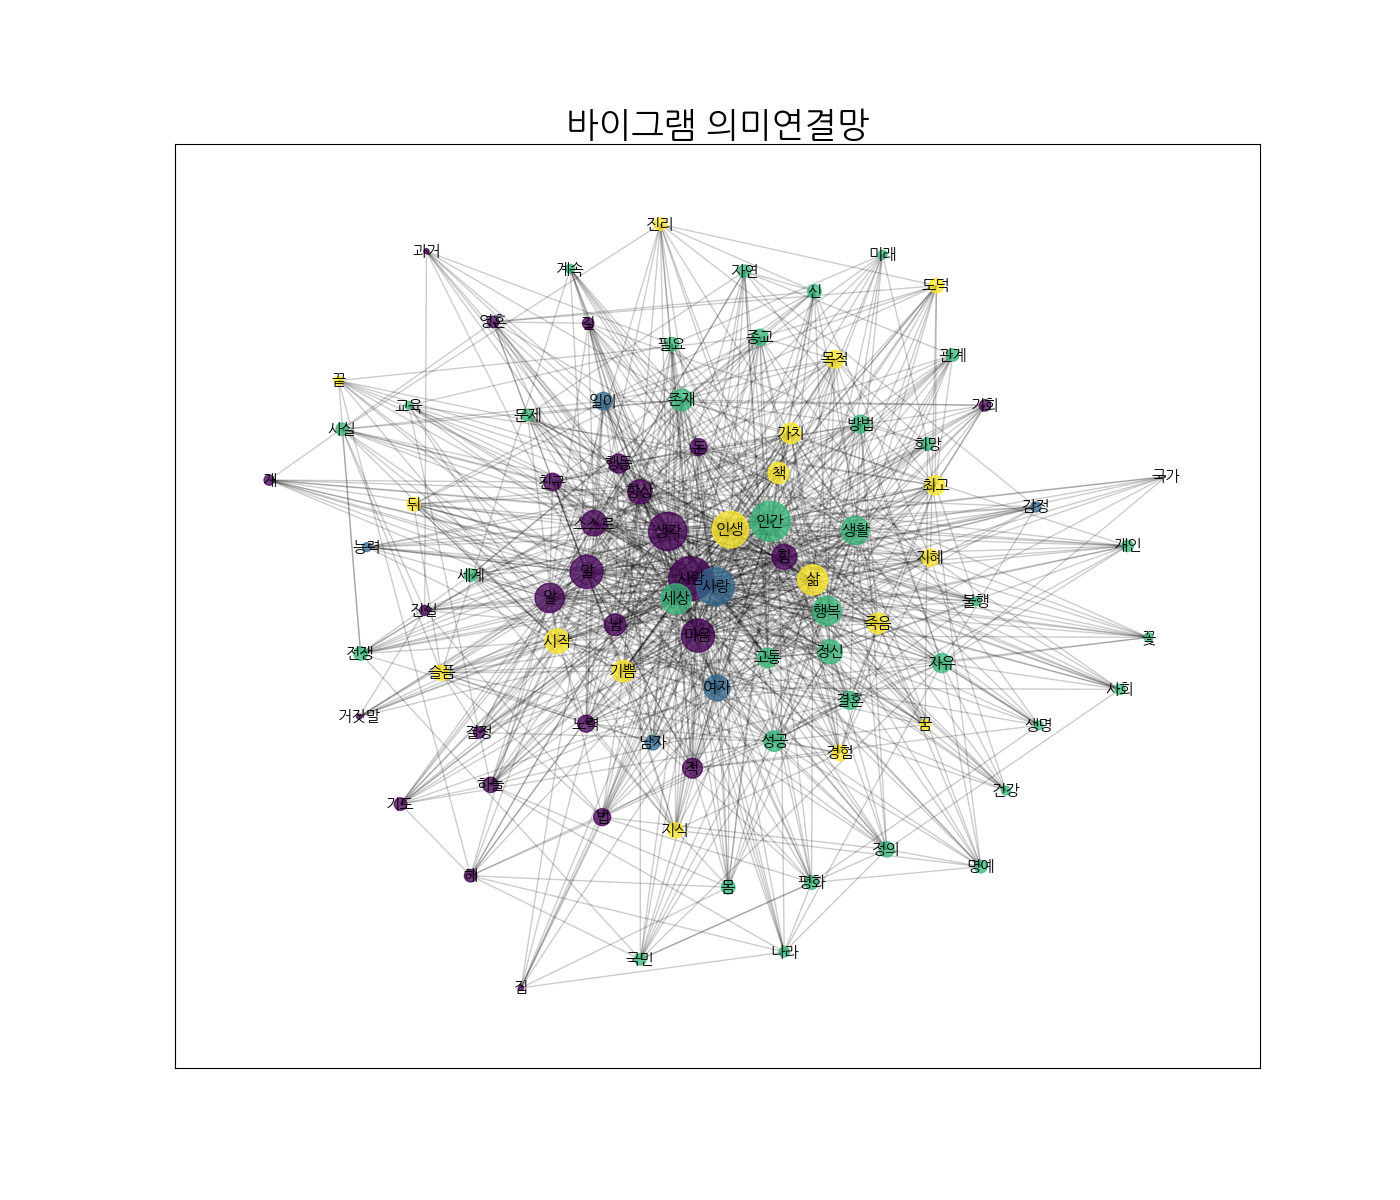 바이그램 의미연결망
진리
과거
미래
계속
자연
도덕
신
영혼
길
종교
필요
관계
목적
끝
존재
일이
교육
기회
문제
방법
사실
가치
희망
돈
행동
책
국가
재
친구
최고
항상
뒤
감정
인간
스스로
인생
생각
생활
개인
능력
힘
지혜
말
세계
사람
삶
사랑
알
세상
불행
진실
행복
죽음
남
마음
꽃
시작
정신
전쟁
고통
자유
기쁨
슬픔
여자
사회
결혼
거짓말
노력
꿈
생명
결정
성공
남자
경험
적
하늘
건강
기도
법
지식
정의
명예
해
평화
몸
나라
국민
집